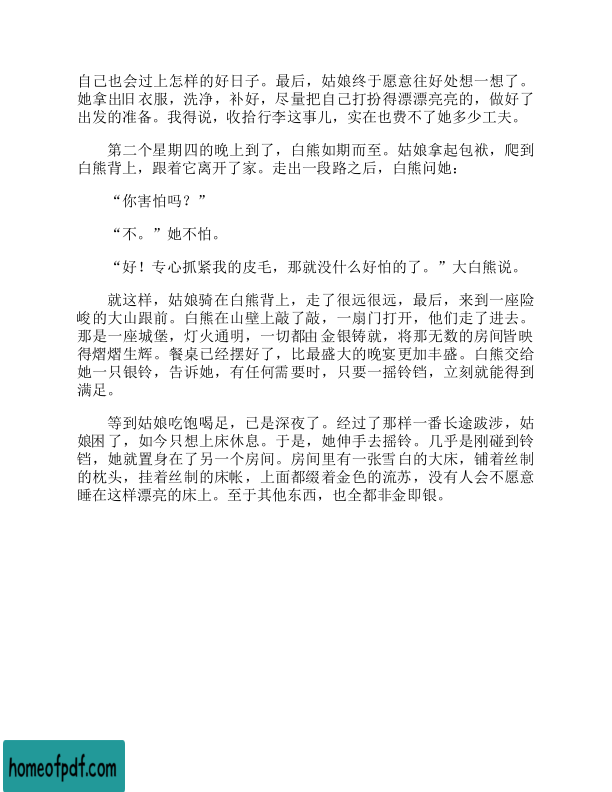 自己也会过上怎样的好日子。最后，姑娘终于愿意往好处想一想了。
她拿出旧衣服，洗净，补好，尽量把自己打扮得漂漂亮亮的，做好了
出发的准备。我得说，收拾行李这事儿，实在也费不了她多少工夫。
第二个星期四的晚上到了，白熊如期而至。姑娘拿起包袱，爬到
白熊背上，跟着它离开了家。走出一段路之后，白熊问她：
“你害怕吗？”
“不。”她不怕。
“好！专心抓紧我的皮毛，那就没什么好怕的了。”大白熊说。
就这样，姑娘骑在白熊背上，走了很远很远，最后，来到一座险
峻的大山跟前。白熊在山壁上敲了敲，一扇门打开，他们走了进去。
那是一座城堡，灯火通明，一切都由金银铸就，将那无数的房间皆映
得熠熠生辉。餐桌已经摆好了，比最盛大的晚宴更加丰盛。白熊交给
她一只银铃，告诉她，有任何需要时，只要一摇铃铛，立刻就能得到
满足。
等到姑娘吃饱喝足，已是深夜了。经过了那样一番长途跋涉，姑
娘困了，如今只想上床休息。于是，她伸手去摇铃。几乎是刚碰到铃
铛，她就置身在了另一个房间。房间里有一张雪白的大床，铺着丝制
的枕头，挂着丝制的床帐，上面都缀着金色的流苏，没有人会不愿意
睡在这样漂亮的床上。至于其他东西，也全都非金即银。
homeofpdf.com